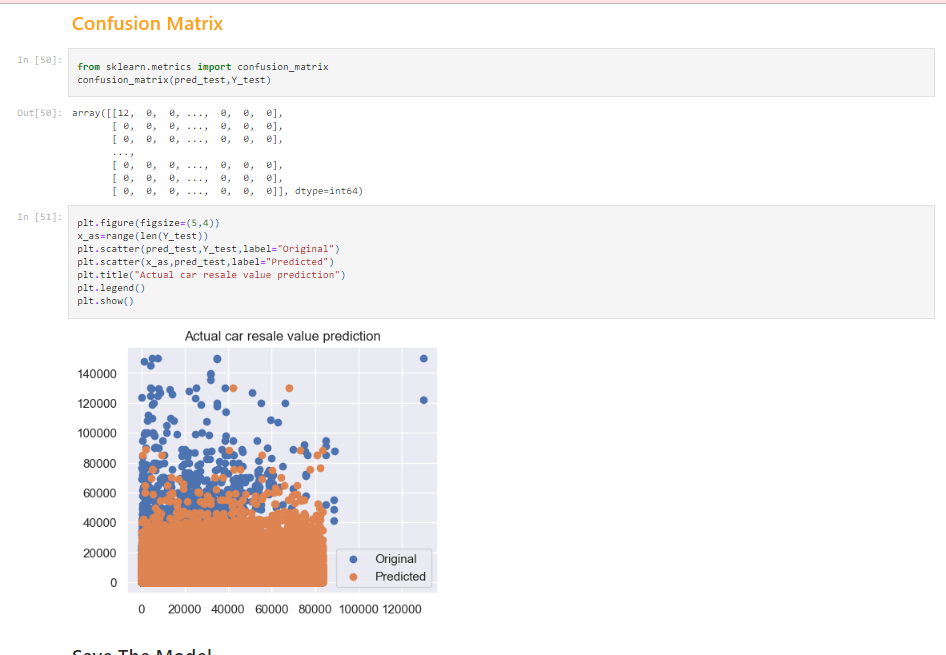 Confusion Matrix
In [50]:
from sklearn.metrics import confusion_matrix
confusion_matrix(pred_test,Y_test)
Out[50]:
array([[12, 0, 0, ..., 0, 0, 0],
[ 0, 0, 0, ..., 0, 0, 0],
[ 0, 0, 0, ..., 0, 0, 0],
...,
[ 0, 0, 0, ..., 0, 0, 0],
[ 0, 0, 0, ..., 0, 0, 0],
[ 0, 0, 0, ..., 0, 0, 0]], dtype=int64)
In [51]:
plt.figure(figsize=(5,4))
x_as=range(len(Y_test))
plt.scatter(pred_test,Y_test,label="Original")
plt.scatter(x_as,pred_test,label="Predicted")
plt.title("Actual car resale value prediction")
plt.legend()
plt.show()
Actual car resale value prediction
140000
120000
100000
80000
60000
40000
20000
0
Original
Predicted
0 20000 40000 60000 80000 100000 120000
Save The Model